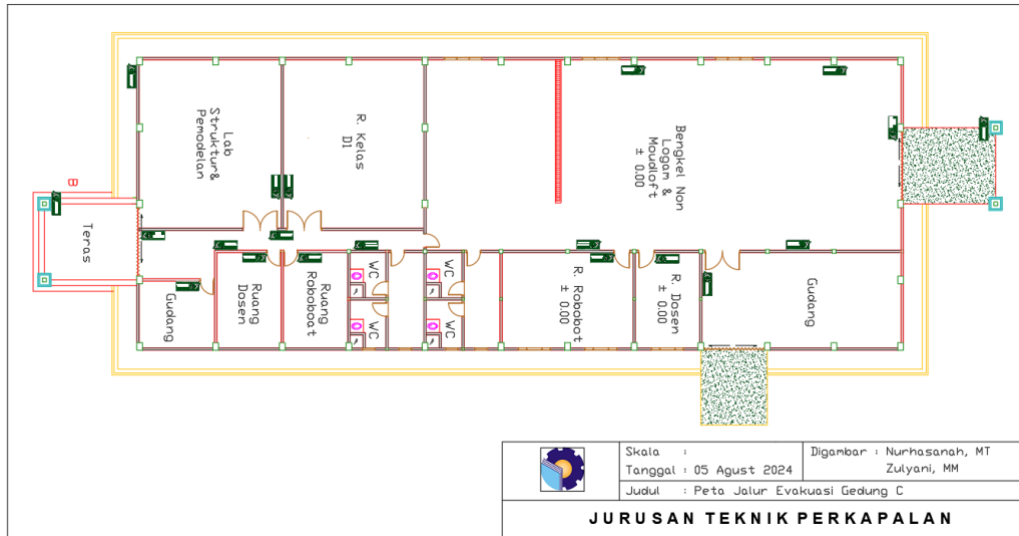 Lab
Struktur&
Pemodelan
R. Kelas
D1
Bengkel Non
Logam &
Moudloft
± 0.00
B
Teras
Gudang
Ruang
Dosen
Ruang
Roboboat
WC
WC
WC
WC
R. Robobot
± 0.00
R. Dosen
± 0.00
Gudang
Skala :
Tanggal : 05 Agust 2024
Digambar : Nurhasanah, MT
Zulyani, MM
Judul : Peta Jalur Evakuasi Gedung C
JURUSAN TEKNIK PERKAPALAN